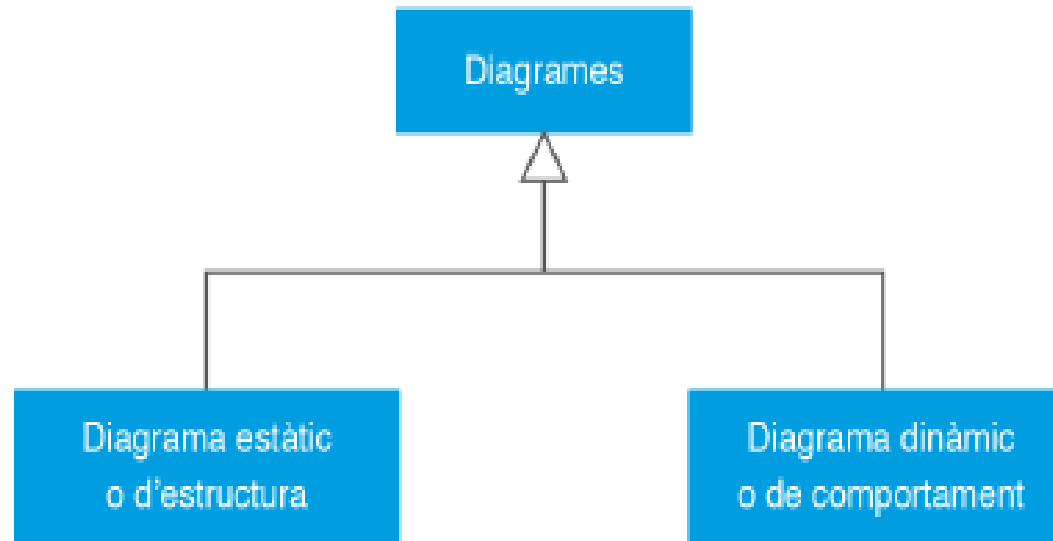 Diagrames
Diagrama estàtic
o d'estructura
Diagrama dinàmic
o de comportament